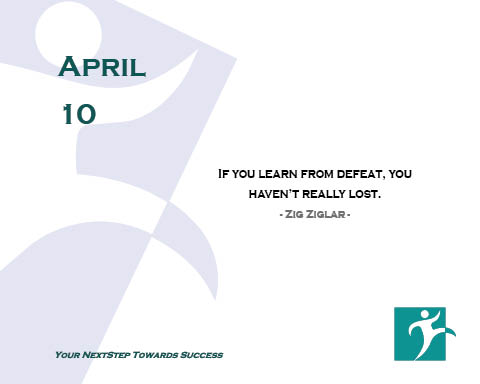 April
10
If you learn from defeat, you
haven't really lost.
- Zig Ziglar -
Your NextStep Towards Success